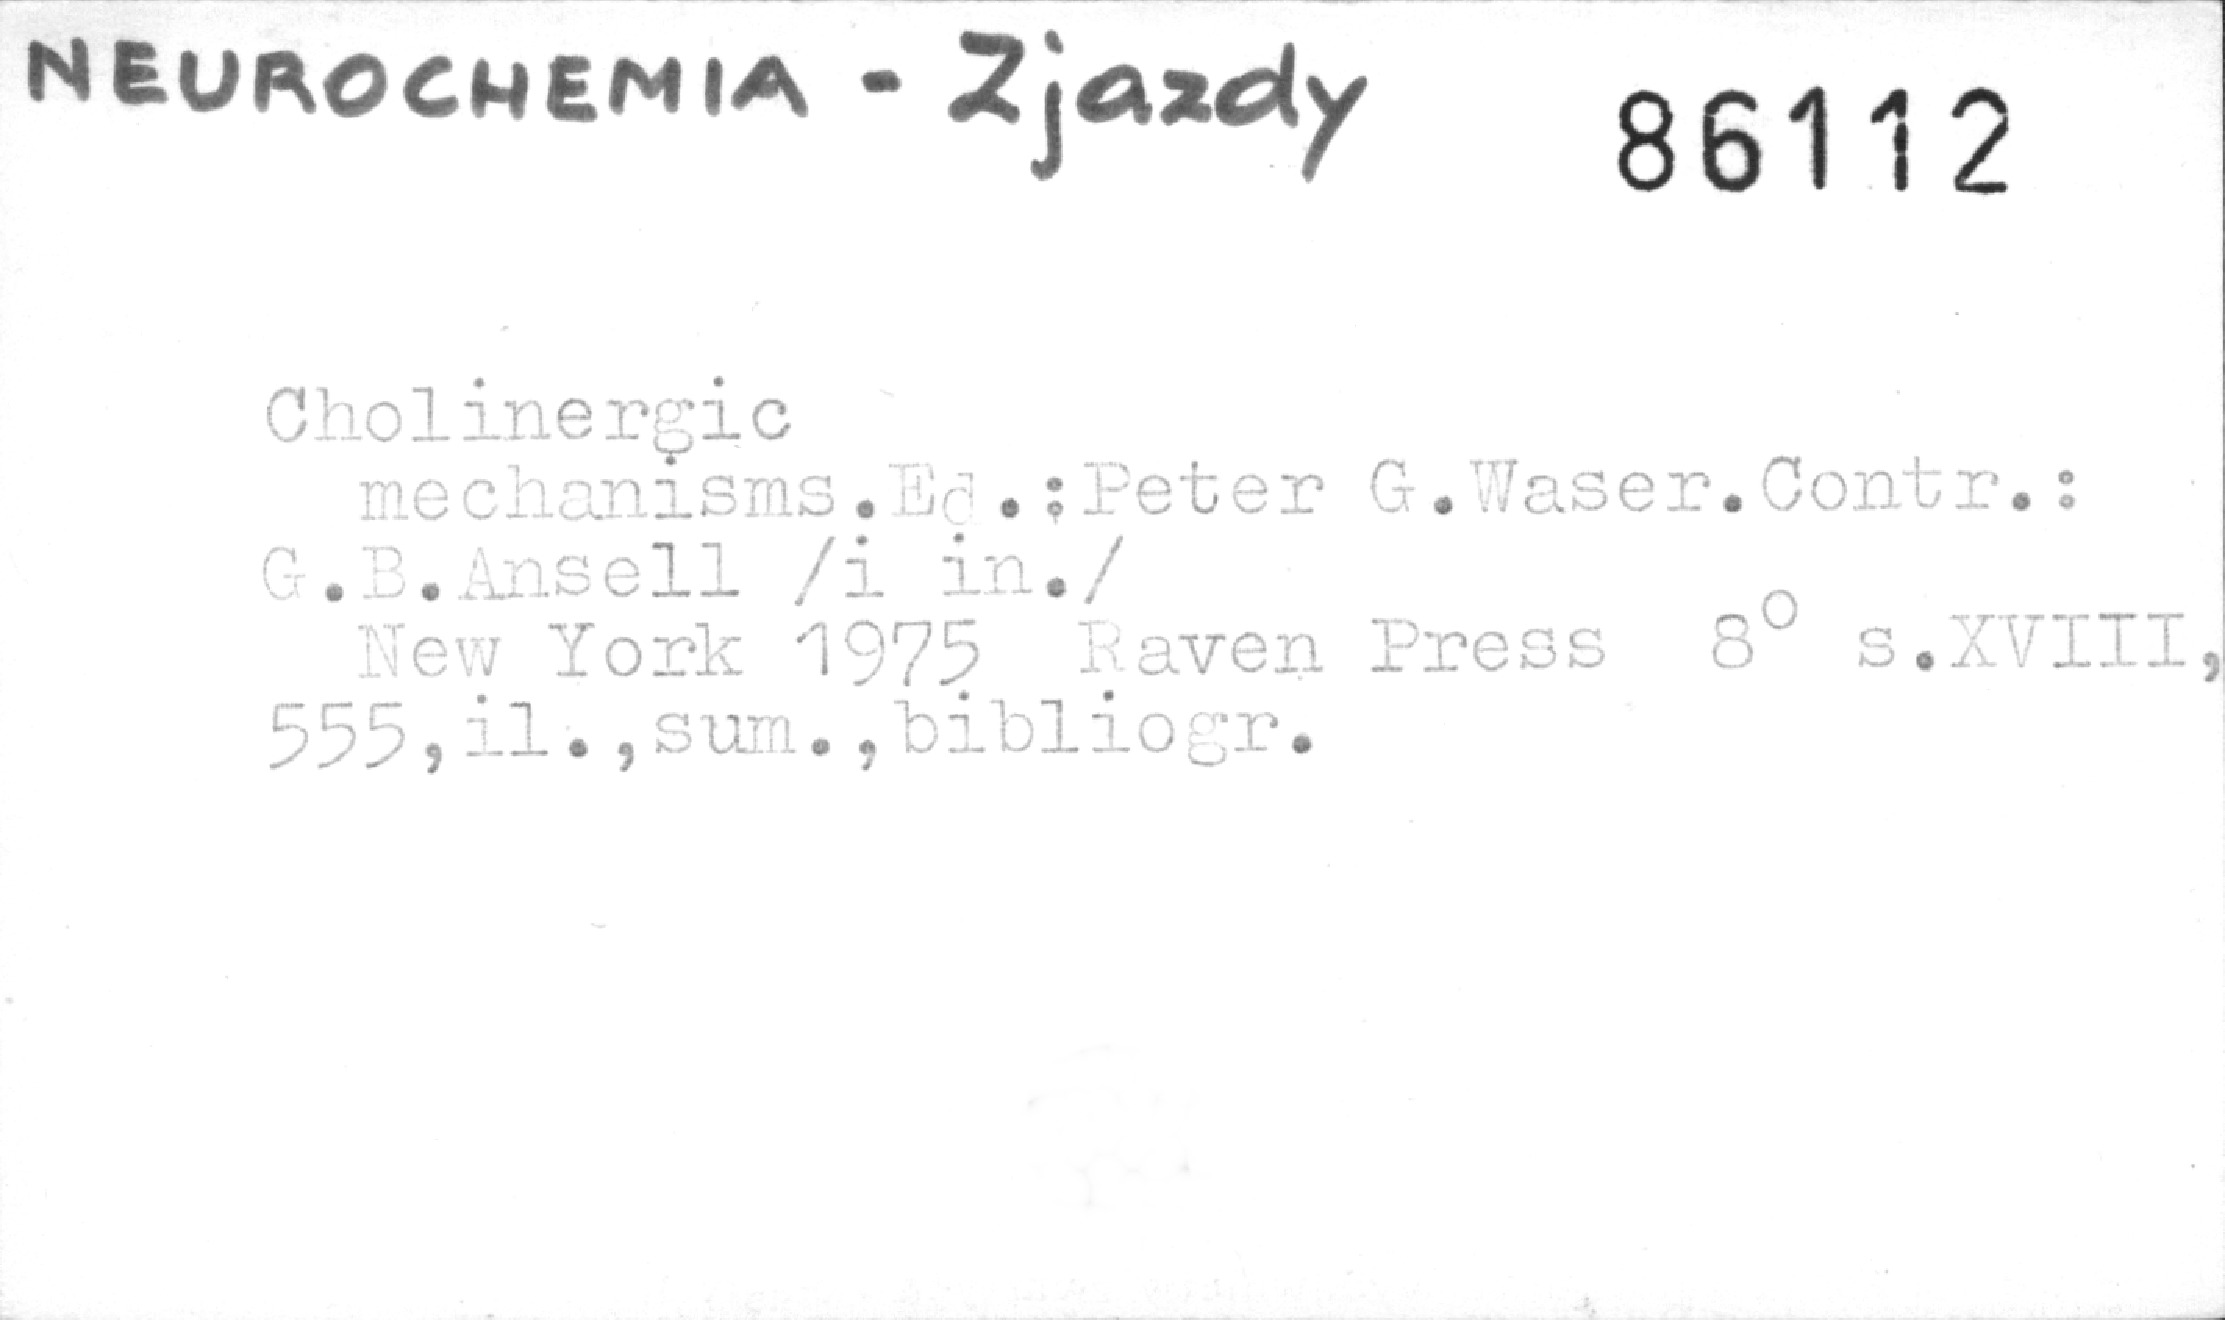 NEUROCHEMIA - Zjazdy
86112
Cholinergic
mechanisms.Ed.:Peter G.Waser.Contr.:
G.B.Ansell /i in./
New York 1975 Raven Press 8° s.XVIII,
555,il.,sum.,bibliogr.